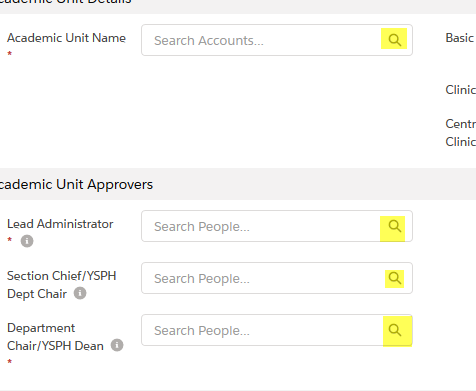 Academic Unit Details
Academic Unit Name
*
Search Accounts...
Basic
Clinic
Centr
Clinic
cademic Unit Approvers
Lead Administrator
*
Search People...
Section Chief/YSPH
Dept Chair
Search People...
Department
Chair/YSPH Dean
*
Search People...